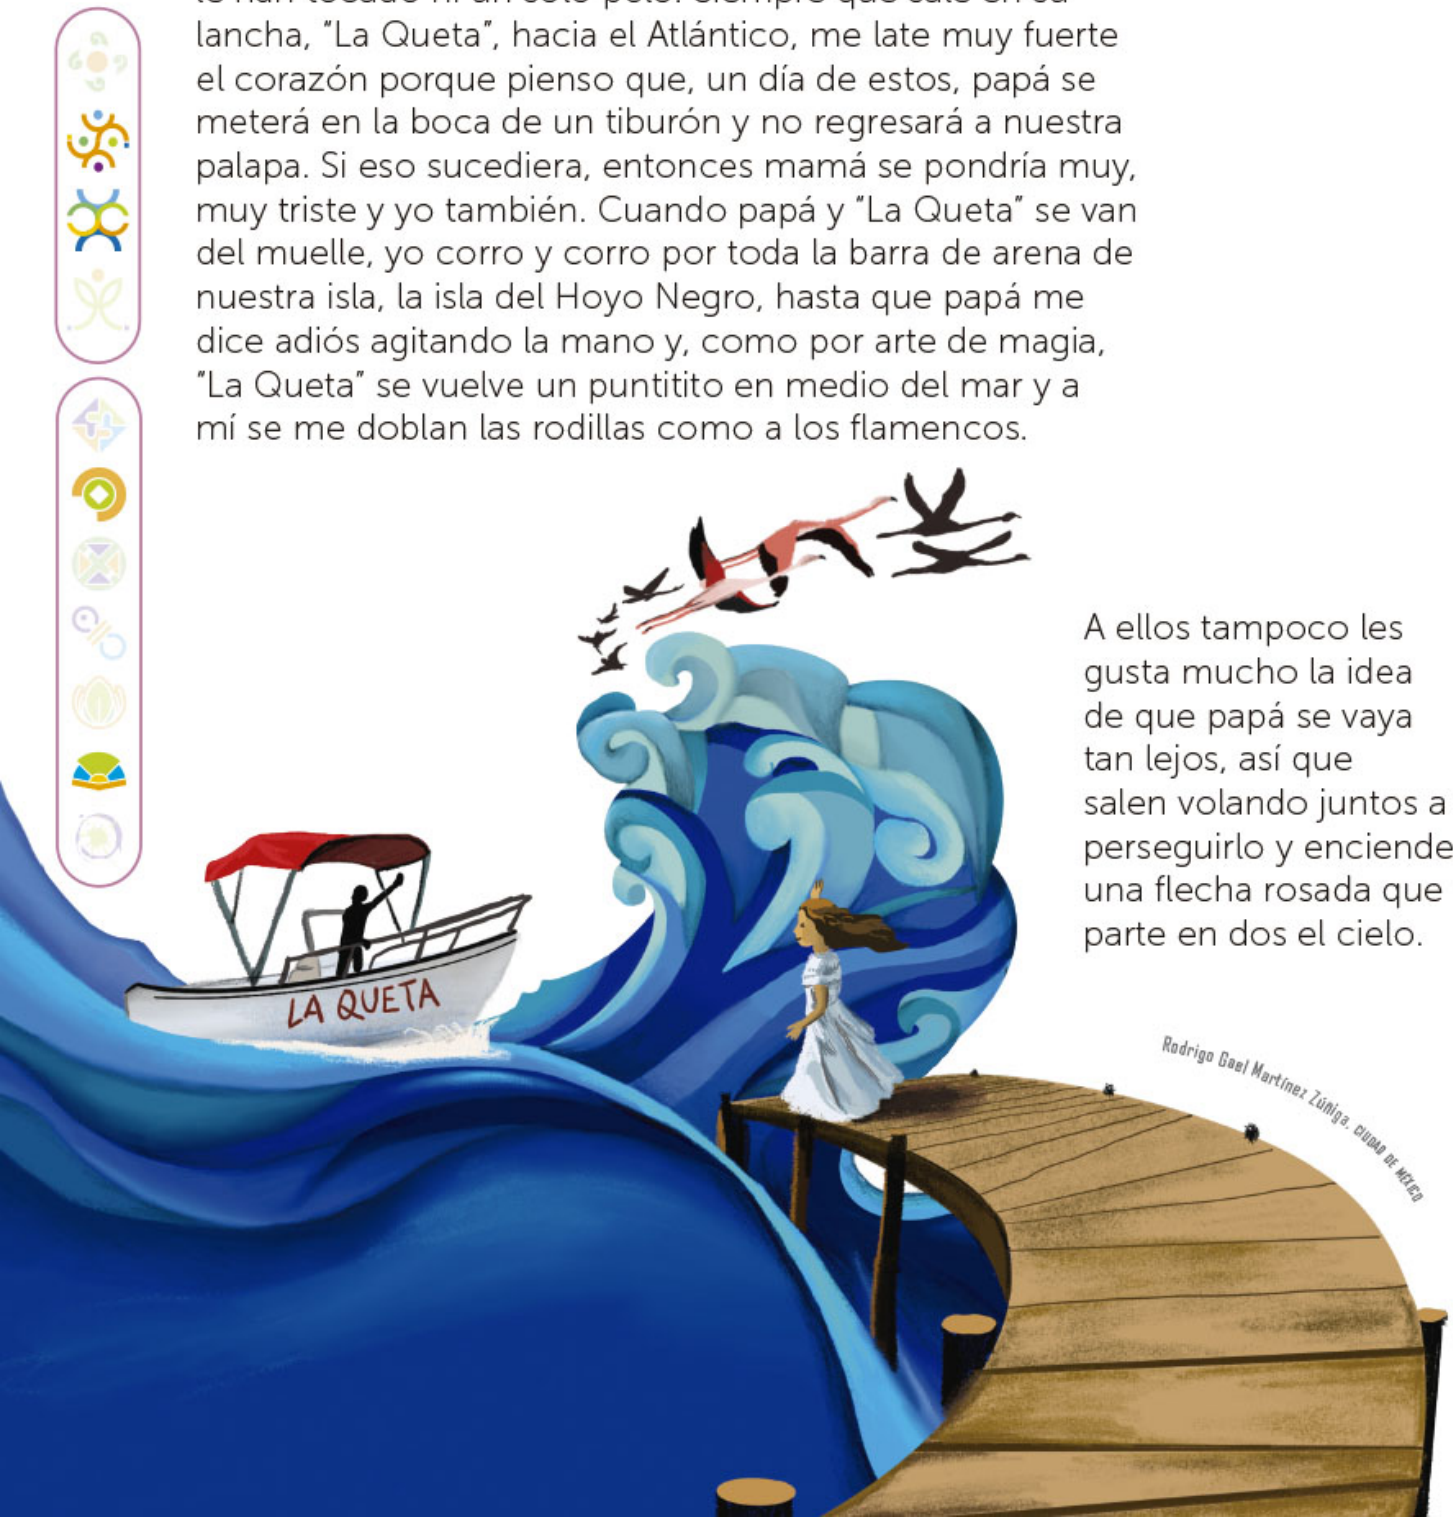 lancha, “La Queta”, hacia el Atlántico, me late muy fuerte
el corazón porque pienso que, un día de estos, papá se
meterá en la boca de un tiburón y no regresará a nuestra
palapa. Si eso sucediera, entonces mamá se pondría muy,
muy triste y yo también. Cuando papá y “La Queta” se van
del muelle, yo corro y corro por toda la barra de arena de
nuestra isla, la isla del Hoyo Negro, hasta que papá me
dice adiós agitando la mano y, como por arte de magia,
“La Queta” se vuelve un puntitito en medio del mar y a
mí se me doblan las rodillas como a los flamencos.
A ellos tampoco les
gusta mucho la idea
de que papá se vaya
tan lejos, así que
salen volando juntos a
perseguirlo y enciende
una flecha rosada que
parte en dos el cielo.
LA QUETA
Rodrigo Gael Martínez Zúñiga, CIUDAD DE MÉXICO